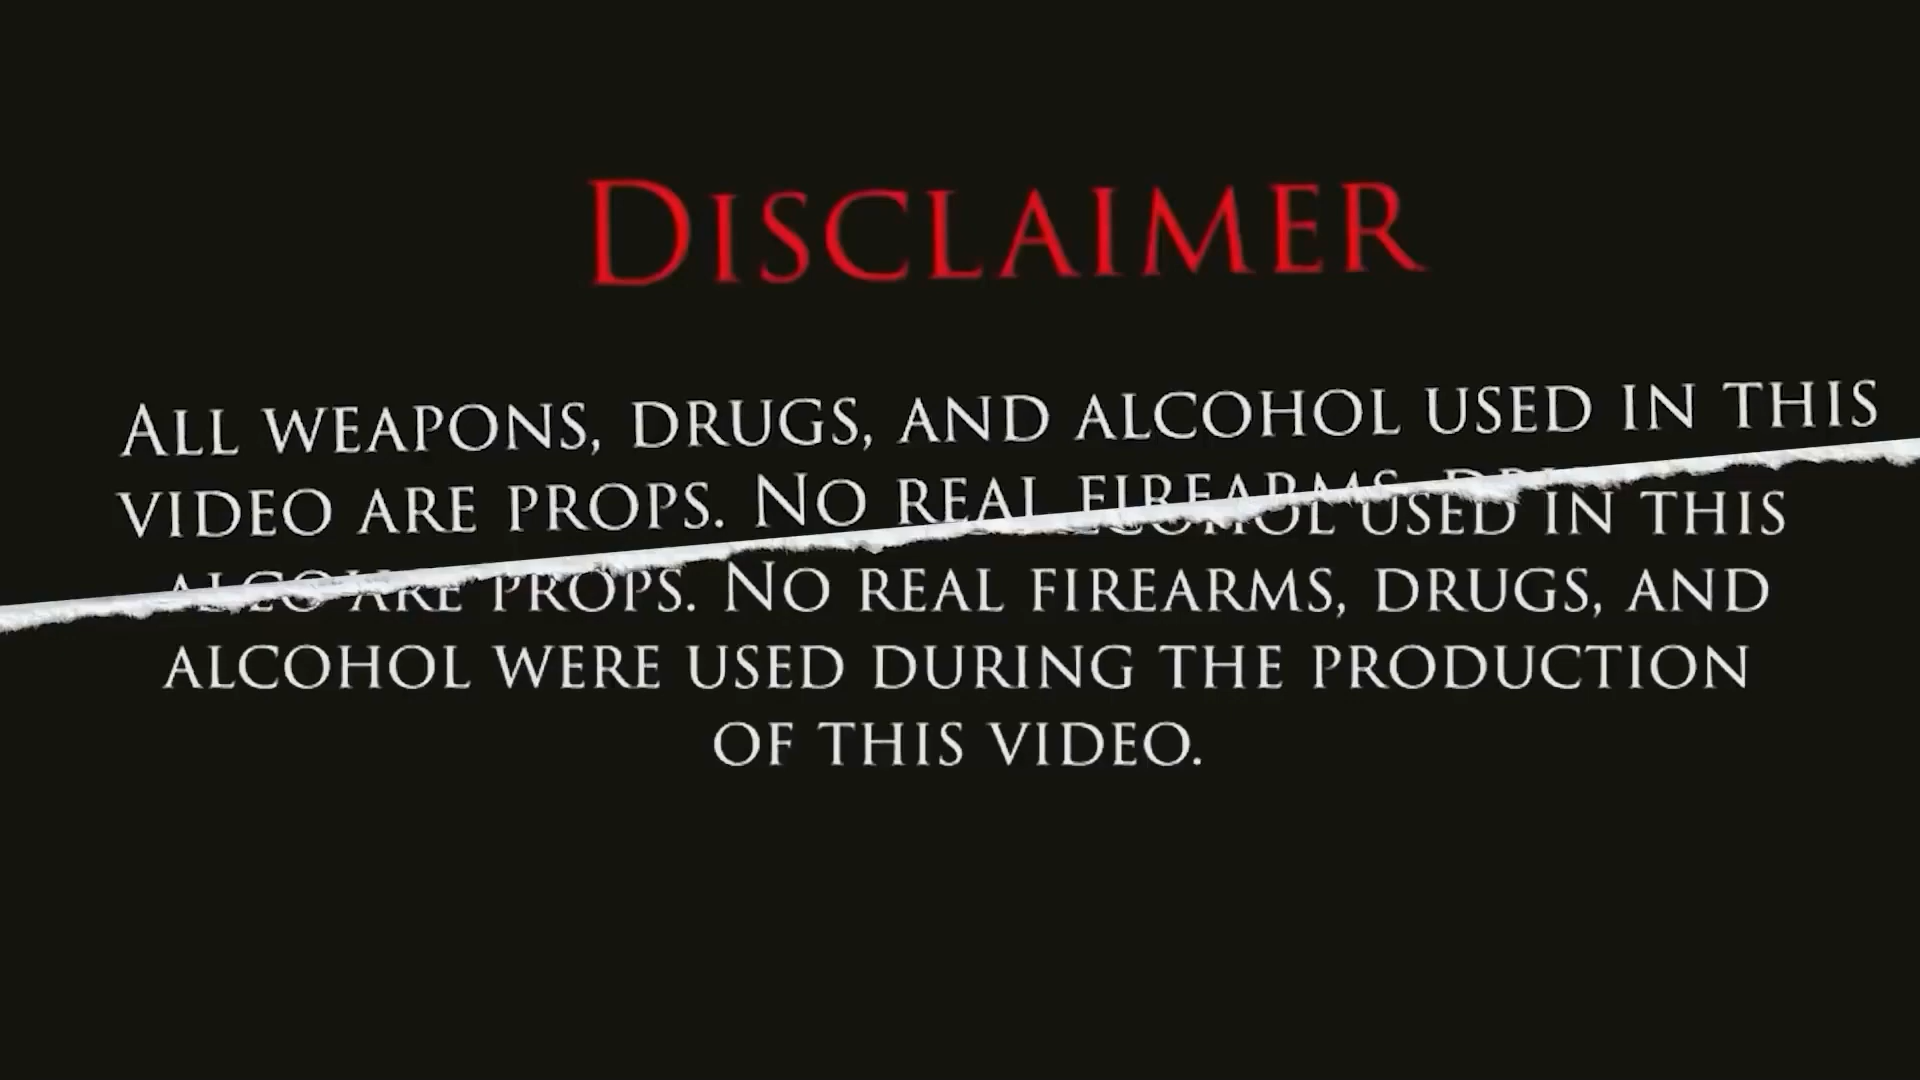 DISCLAIMER
ALL WEAPONS, DRUGS, AND ALCOHOL USED IN THIS
VIDEO ARE PROPS. NO REAL FIREARMS,
USED IN THIS
ARE PROPS. NO REAL FIREARMS, DRUGS, AND
ALCOHOL WERE USED DURING THE PRODUCTION
OF THIS VIDEO.